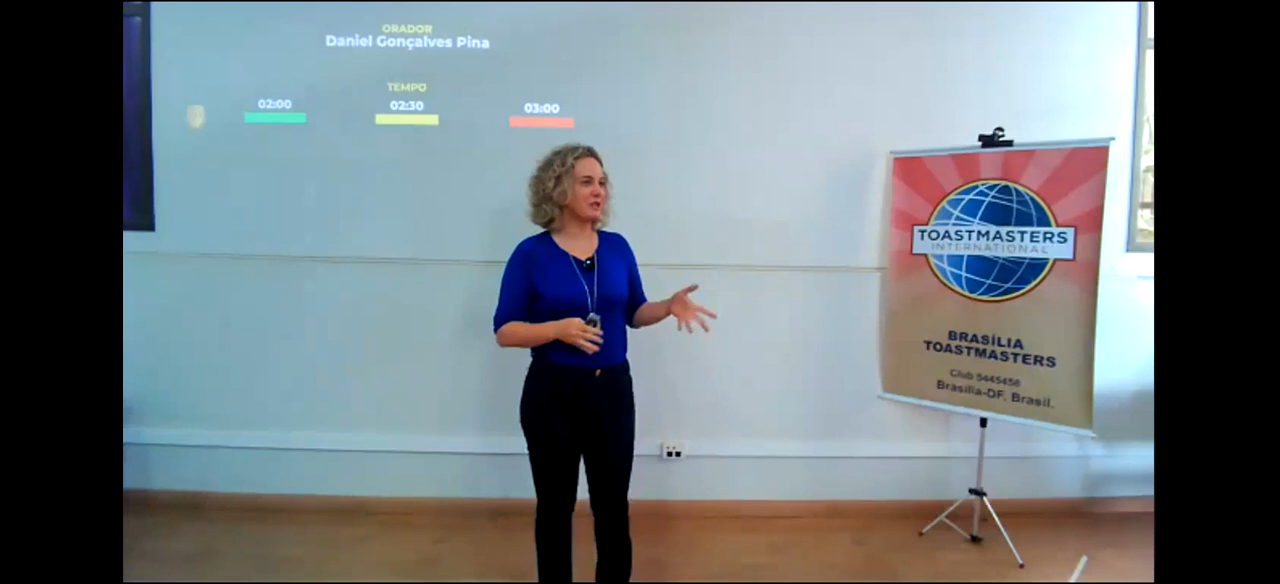 ORADOR
Daniel Gonçalves Pina
TEMPO
02:00
02:30
03:00
TOASTMASTERS
INTERNATIONAL
BRASÍLIA
TOASTMASTERS
Club 5445456
Brasília-DF, Brasil.